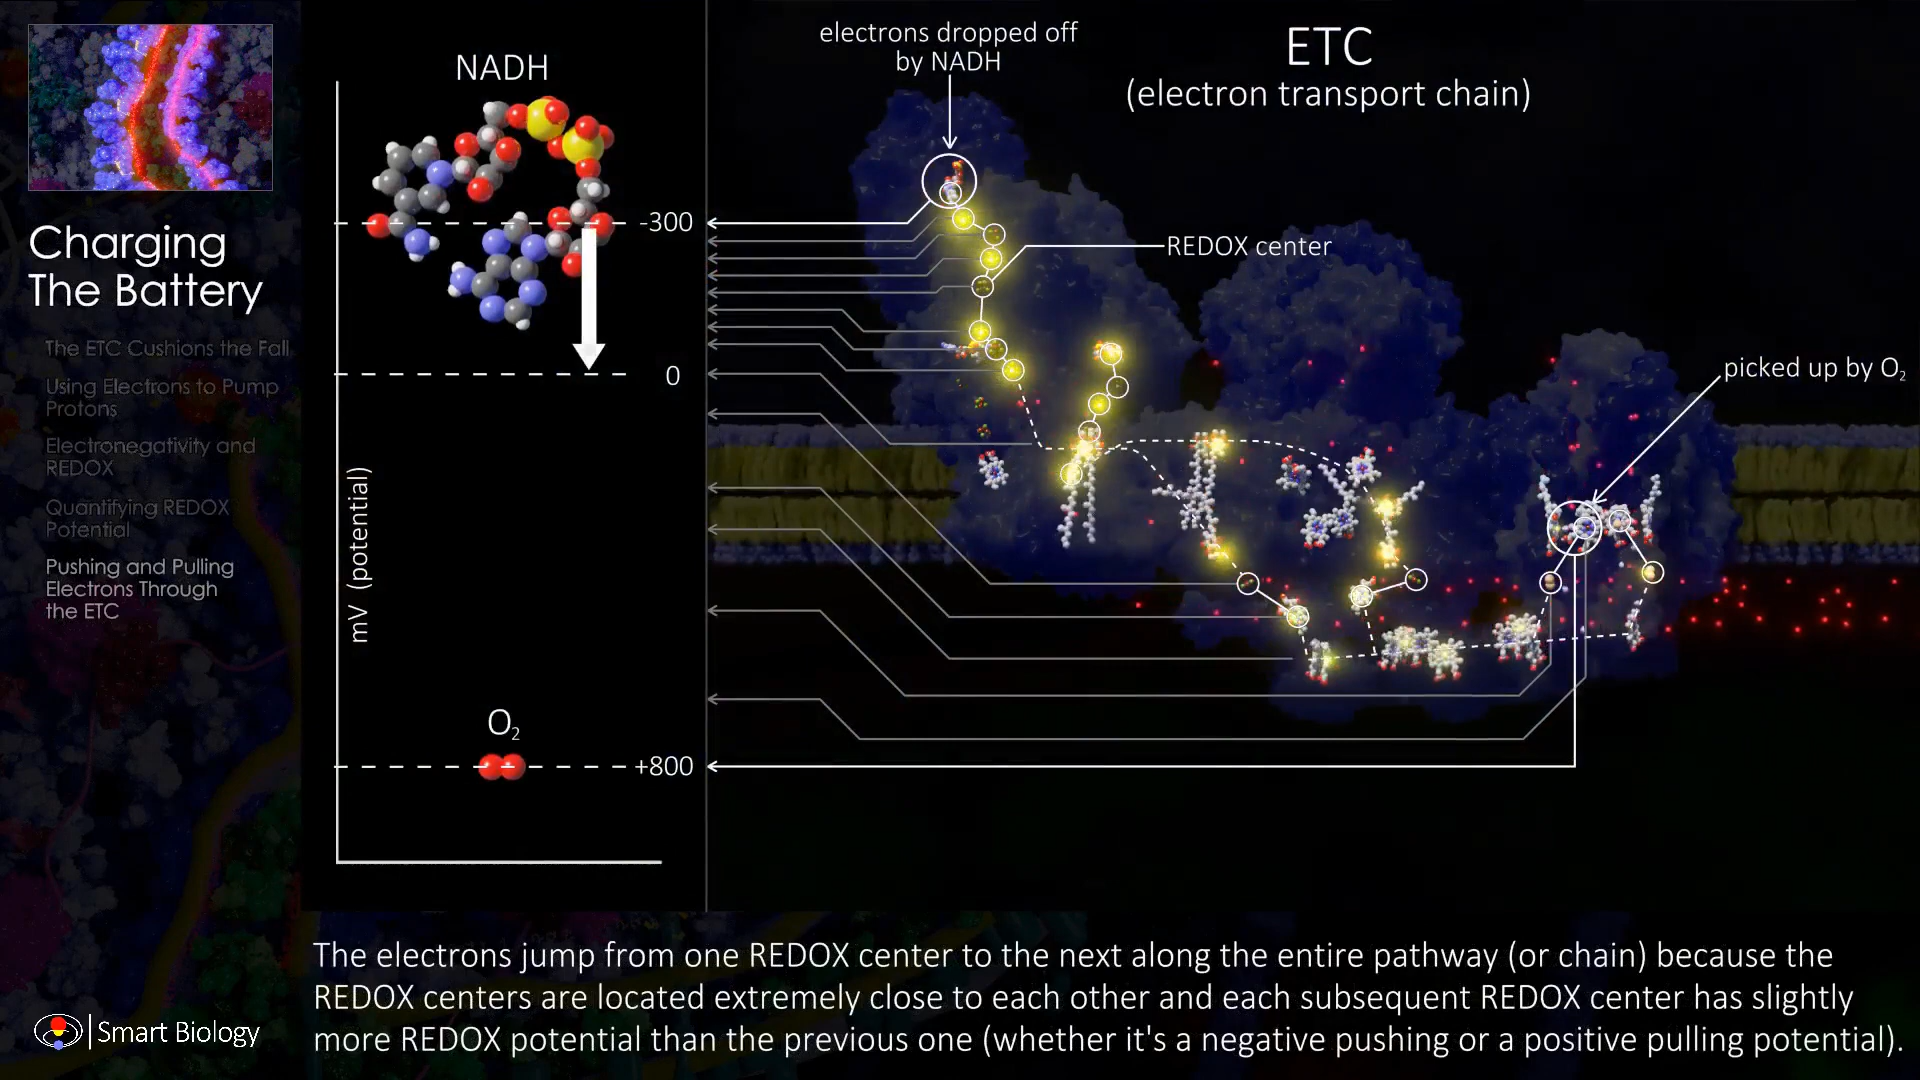 Charging
The Battery
The ETC Cushions the Fall
Using Electrons to Pump
Protons
Electronegativity and
REDOX
Quantifying REDOX
Potential
Pushing and Pulling
Electrons Through
the ETC
Smart Biology
NADH
-300
0
mV (potential)
O₂
+800
electrons dropped off
by NADH
ETC
(electron transport chain)
REDOX center
picked up by O₂
The electrons jump from one REDOX center to the next along the entire pathway (or chain) because the
REDOX centers are located extremely close to each other and each subsequent REDOX center has slightly
more REDOX potential than the previous one (whether it's a negative pushing or a positive pulling potential).